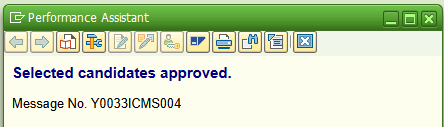 Performance Assistant
Selected candidates approved.
Message No. Y0033ICMS004